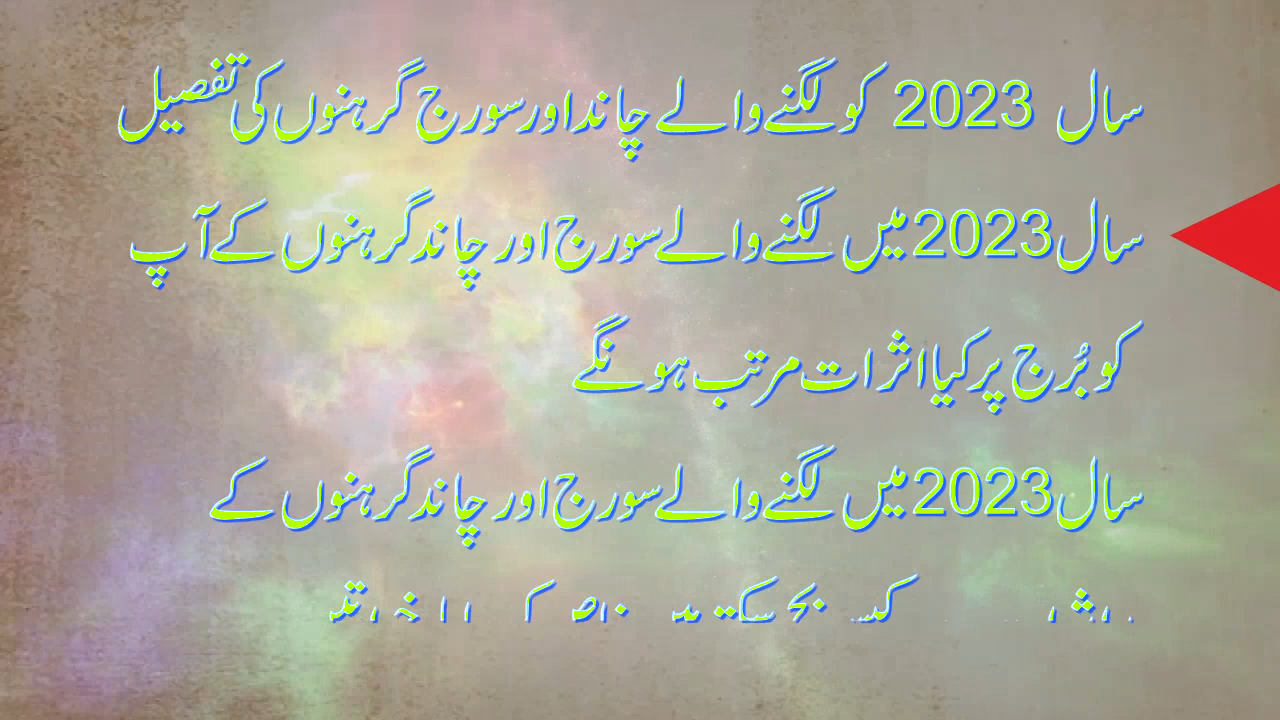 سال 2023 کو لگنے والے چاند اور سورج گرہنوں کی تفصیل
سال 2023 میں لگنے والے سورج اور چاند گرہنوں کے آپ
کو بُرج پر کیا اثرات مرتب ہونگے
سال 2023 میں لگنے والے سورج اور چاند گرہنوں کے